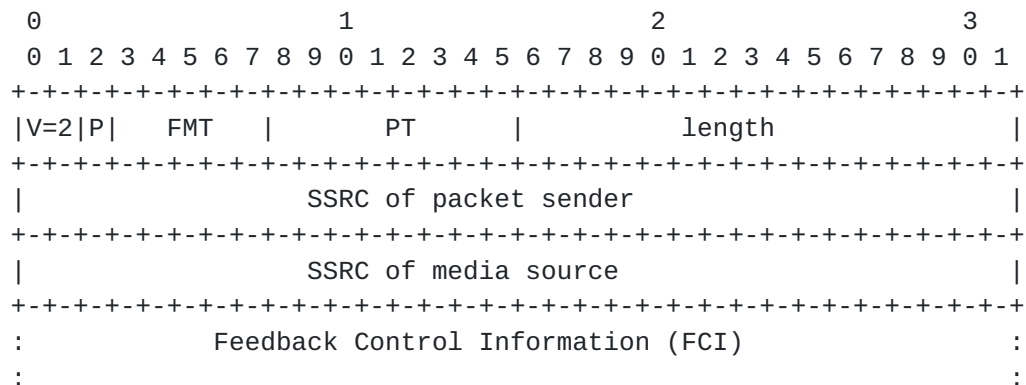 0                   1                   2                   3
 0 1 2 3 4 5 6 7 8 9 0 1 2 3 4 5 6 7 8 9 0 1 2 3 4 5 6 7 8 9 0 1
+-+-+-+-+-+-+-+-+-+-+-+-+-+-+-+-+-+-+-+-+-+-+-+-+-+-+-+-+-+-+-+-+
|V=2|P|   FMT   |       PT      |          length               |
+-+-+-+-+-+-+-+-+-+-+-+-+-+-+-+-+-+-+-+-+-+-+-+-+-+-+-+-+-+-+-+-+
|                  SSRC of packet sender                        |
+-+-+-+-+-+-+-+-+-+-+-+-+-+-+-+-+-+-+-+-+-+-+-+-+-+-+-+-+-+-+-+-+
|                  SSRC of media source                         |
+-+-+-+-+-+-+-+-+-+-+-+-+-+-+-+-+-+-+-+-+-+-+-+-+-+-+-+-+-+-+-+-+
:            Feedback Control Information (FCI)                 :
:                                                               :